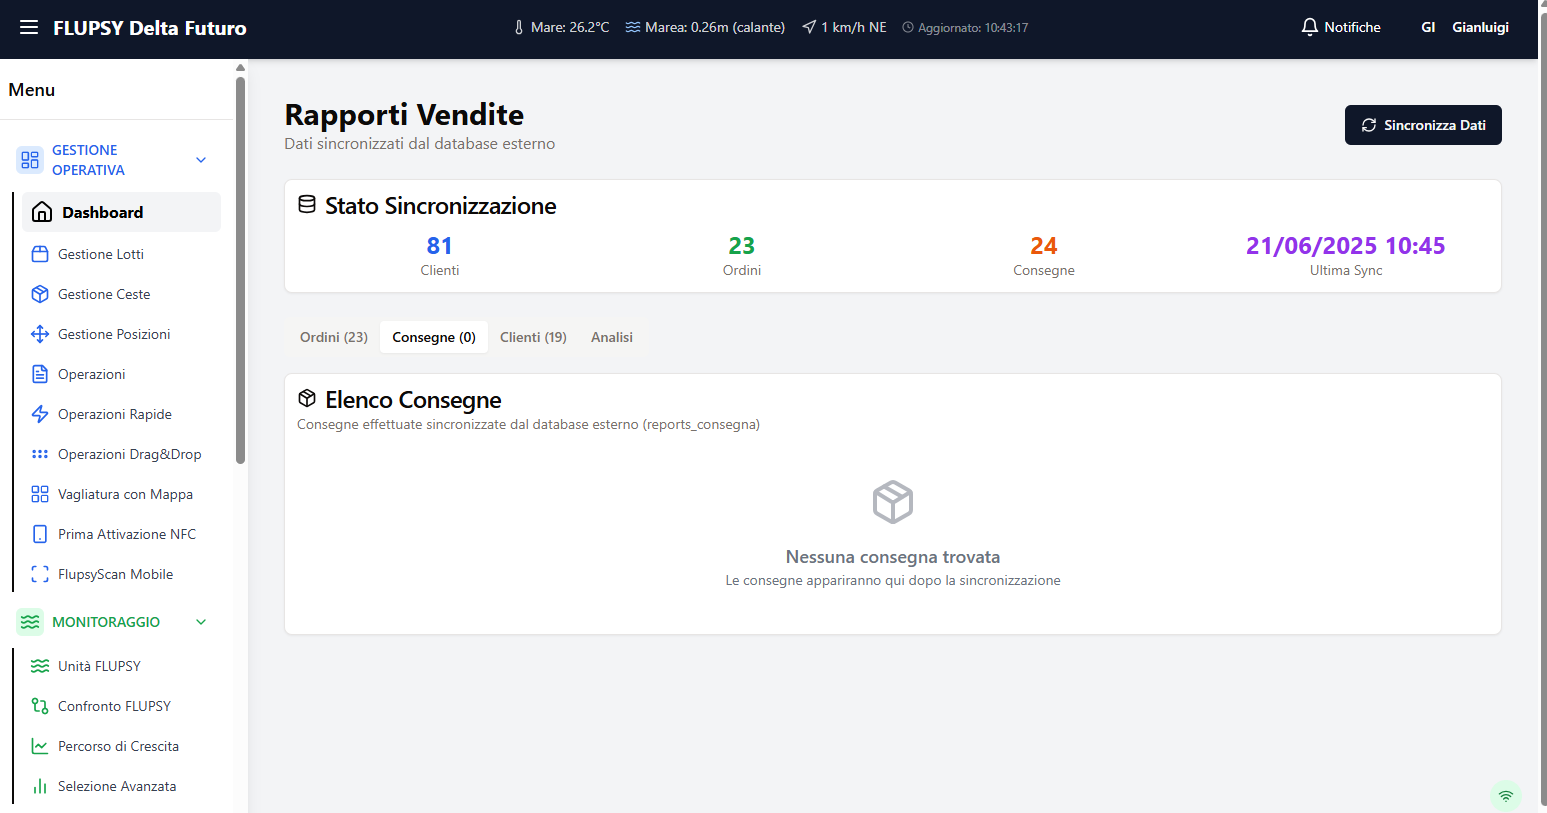 FLUPSY Delta Futuro
Mare: 26.2°C
Marea: 0.26m (calante)
1 km/h NE
Aggiornato: 10:43:17
Notifiche
GI
Gianluigi
Menu
GESTIONE
OPERATIVA
Dashboard
Gestione Lotti
Gestione Ceste
Gestione Posizioni
Operazioni
Operazioni Rapide
Operazioni Drag&Drop
Vagliatura con Mappa
Prima Attivazione NFC
FlupsyScan Mobile
MONITORAGGIO
Unità FLUPSY
Confronto FLUPSY
Percorso di Crescita
Selezione Avanzata
Rapporti Vendite
Dati sincronizzati dal database esterno
Sincronizza Dati
Stato Sincronizzazione
81
Clienti
23
Ordini
24
Consegne
21/06/2025 10:45
Ultima Sync
Ordini (23)
Consegne (0)
Clienti (19)
Analisi
Elenco Consegne
Consegne effettuate sincronizzate dal database esterno (reports_consegna)
Nessuna consegna trovata
Le consegne appariranno qui dopo la sincronizzazione